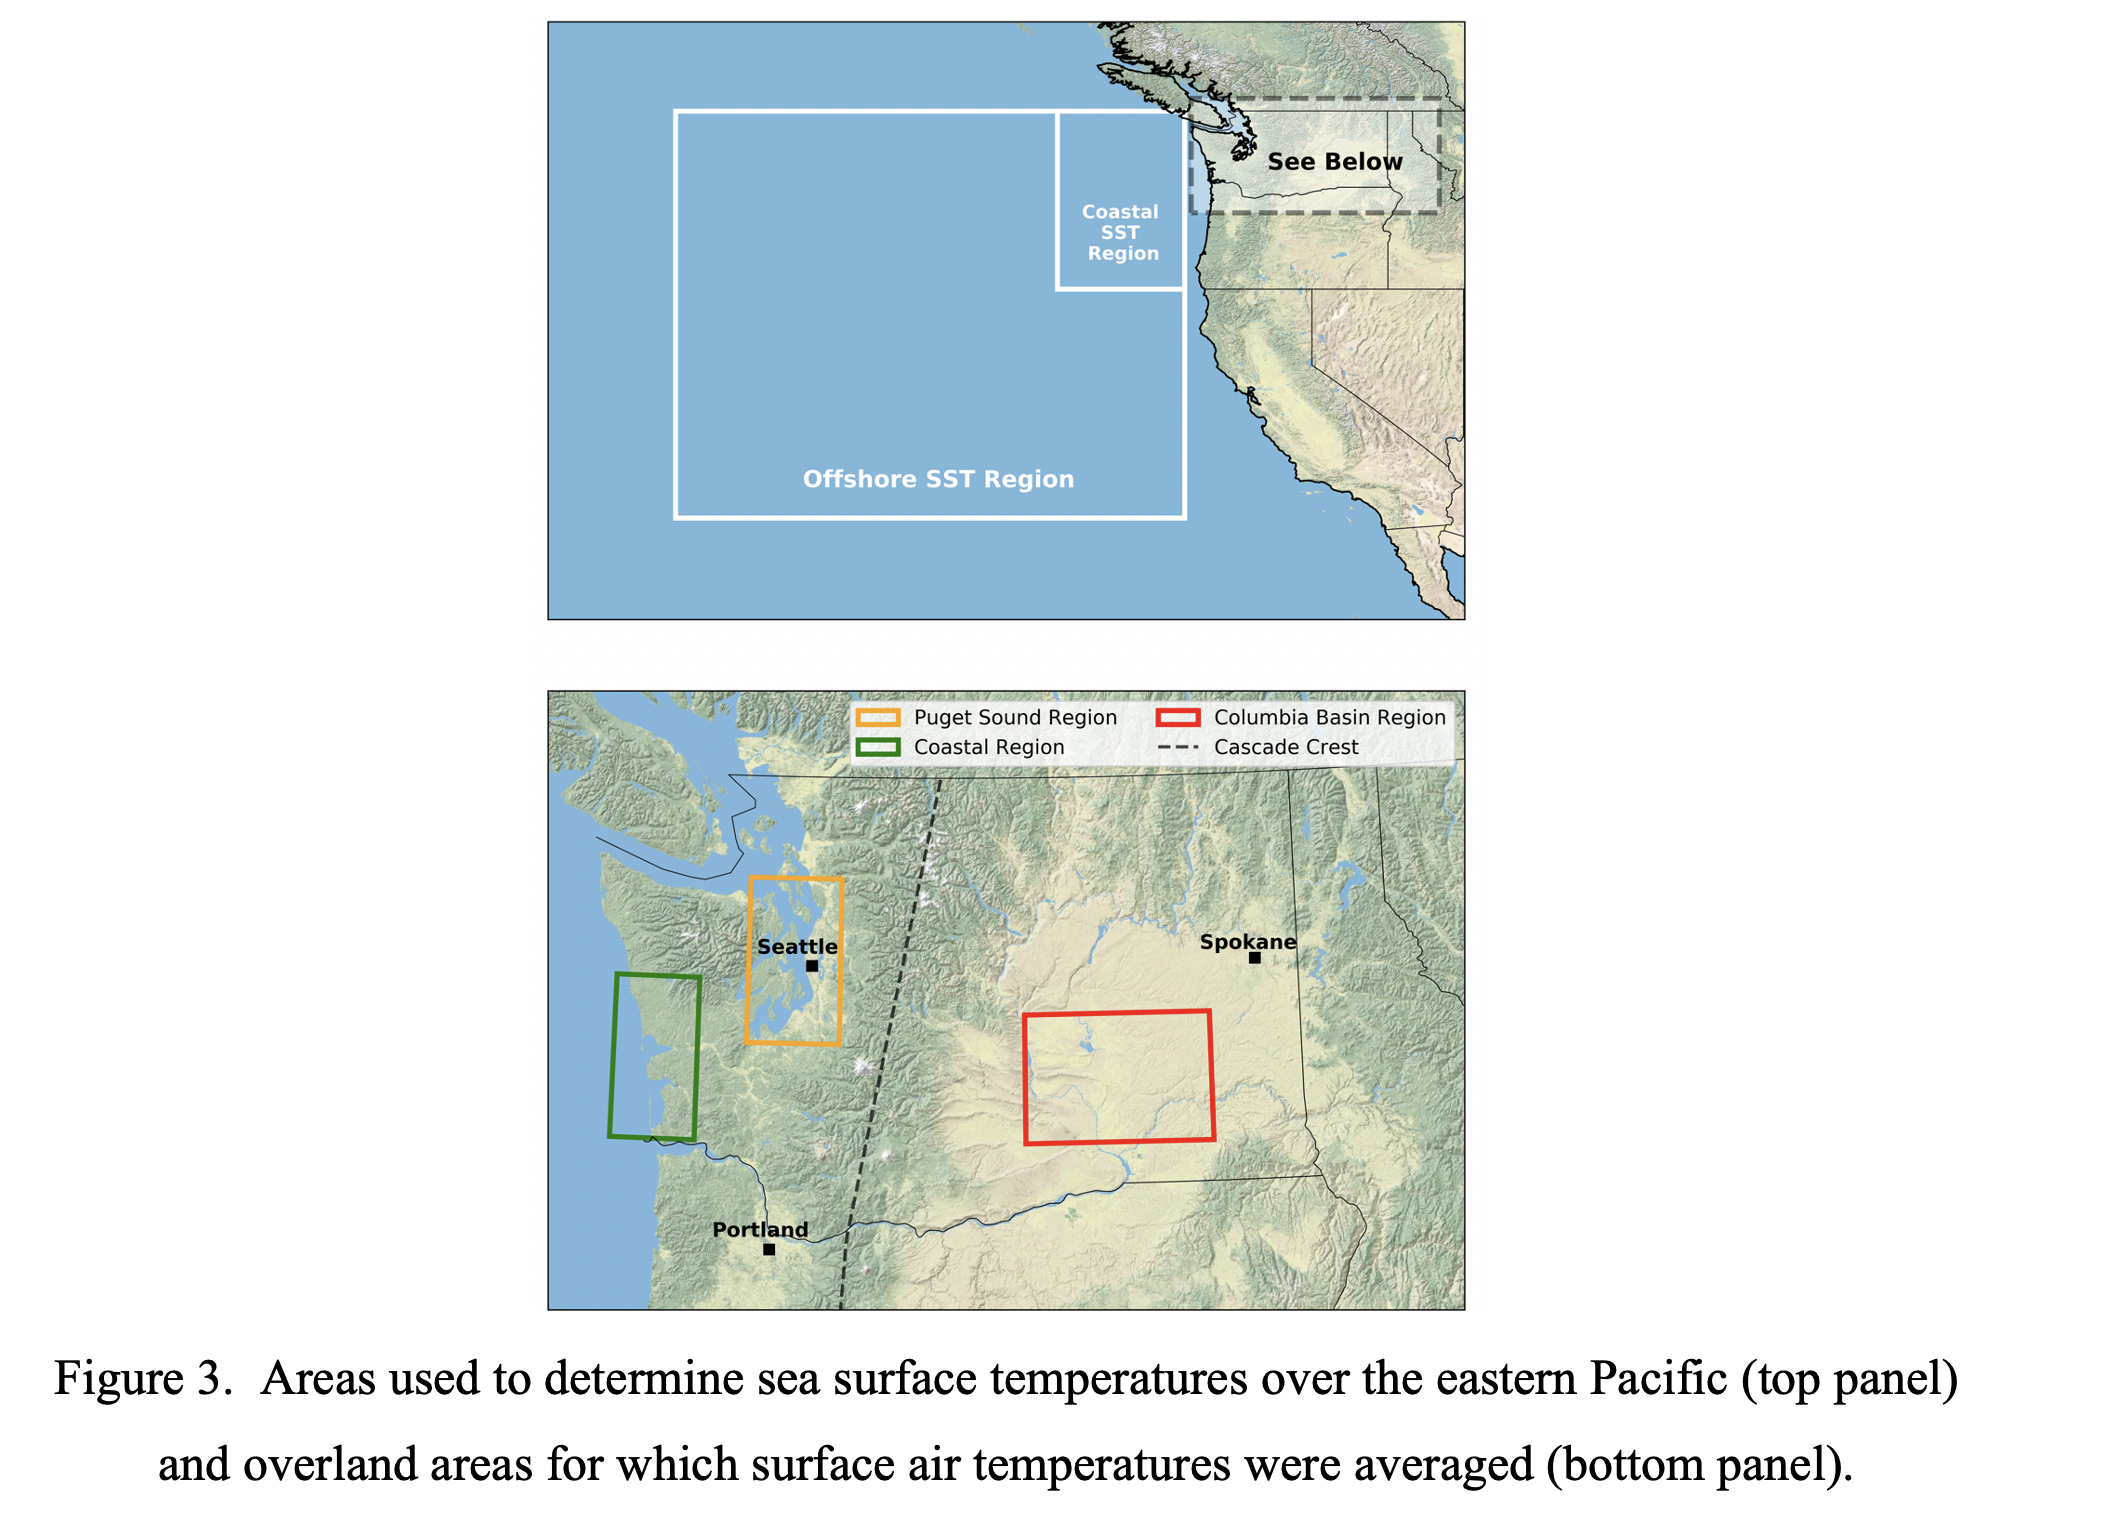 See Below
Coastal
SST
Region
Offshore SST Region
Puget Sound Region
Columbia Basin Region
Coastal Region
Cascade Crest
Seattle
Spokane
Portland
Figure 3.  Areas used to determine sea surface temperatures over the eastern Pacific (top panel)
and overland areas for which surface air temperatures were averaged (bottom panel).